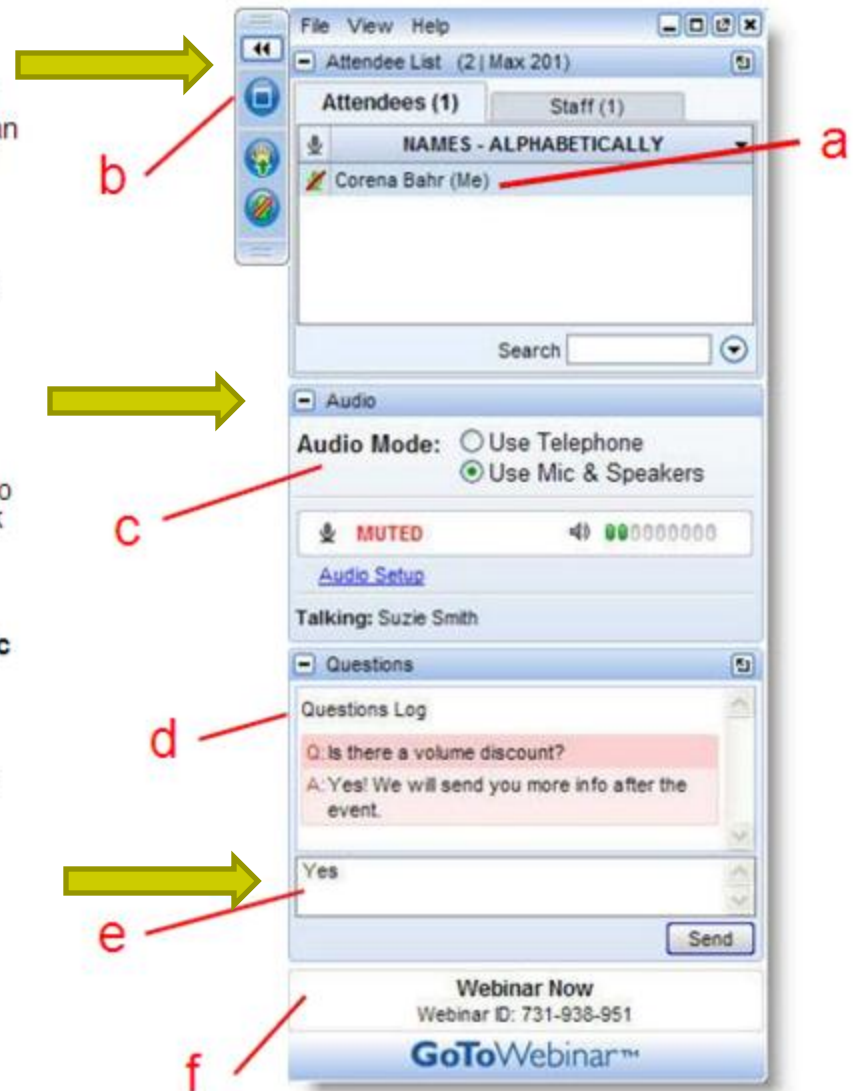 File View Help
Attendee List (2 | Max 201)
Attendees (1) Staff (1)
NAMES - ALPHABETICALLY
a
b
Corena Bahr (Me)
Search
Audio
Audio Mode: Use Telephone
Use Mic & Speakers
c
MUTED
Audio Setup
Talking: Suzie Smith
Questions
d
Questions Log
Q: Is there a volume discount?
A: Yes! We will send you more info after the
event.
Yes
e
Send
Webinar Now
Webinar ID: 731-938-951
f
GoToWebinar™